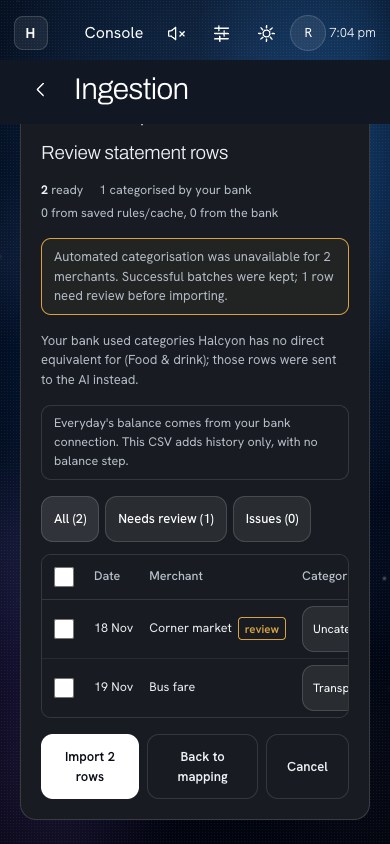 H
Console
R
7:04 pm
Ingestion
Review statement rows
2 ready 1 categorised by your bank
0 from saved rules/cache, 0 from the bank
Automated categorisation was unavailable for 2
merchants. Successful batches were kept; 1 row
need review before importing.
Your bank used categories Halcyon has no direct
equivalent for (Food & drink); those rows were sent
to the AI instead.
Everyday's balance comes from your bank
connection. This CSV adds history only, with no
balance step.
All (2) Needs review (1) Issues (0)
Date Merchant Categor
18 Nov Corner market review Uncate
19 Nov Bus fare Transp
Import 2
rows
Back to
mapping
Cancel